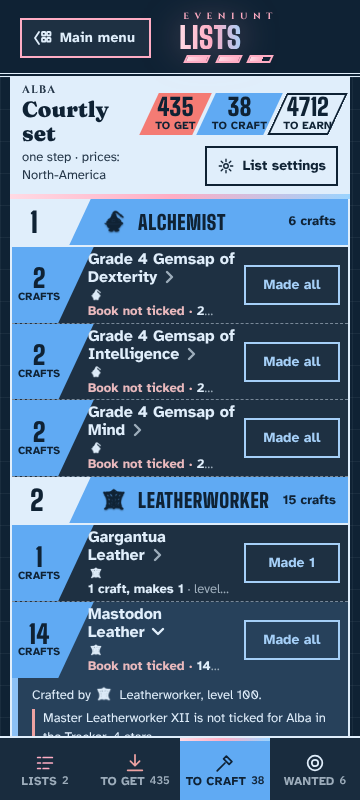 Main menu
EVENIUNT
LISTS
ALBA
Courtly set
one step · prices: North-America
435 TO GET
38 TO CRAFT
4712 TO EARN
List settings
1 ALCHEMIST 6 crafts
2 CRAFTS
Grade 4 Gemsap of Dexterity
Book not ticked · 2...
Made all
2 CRAFTS
Grade 4 Gemsap of Intelligence
Book not ticked · 2...
Made all
2 CRAFTS
Grade 4 Gemsap of Mind
Book not ticked · 2...
Made all
2 LEATHERWORKER 15 crafts
1 CRAFTS
Gargantua Leather
1 craft, makes 1 · level...
Made 1
14 CRAFTS
Mastodon Leather
Book not ticked · 14...
Made all
Crafted by Leatherworker, level 100.
Master Leatherworker XII is not ticked for Alba in
the Tracker. 4 stars
LISTS 2
TO GET 435
TO CRAFT 38
WANTED 6